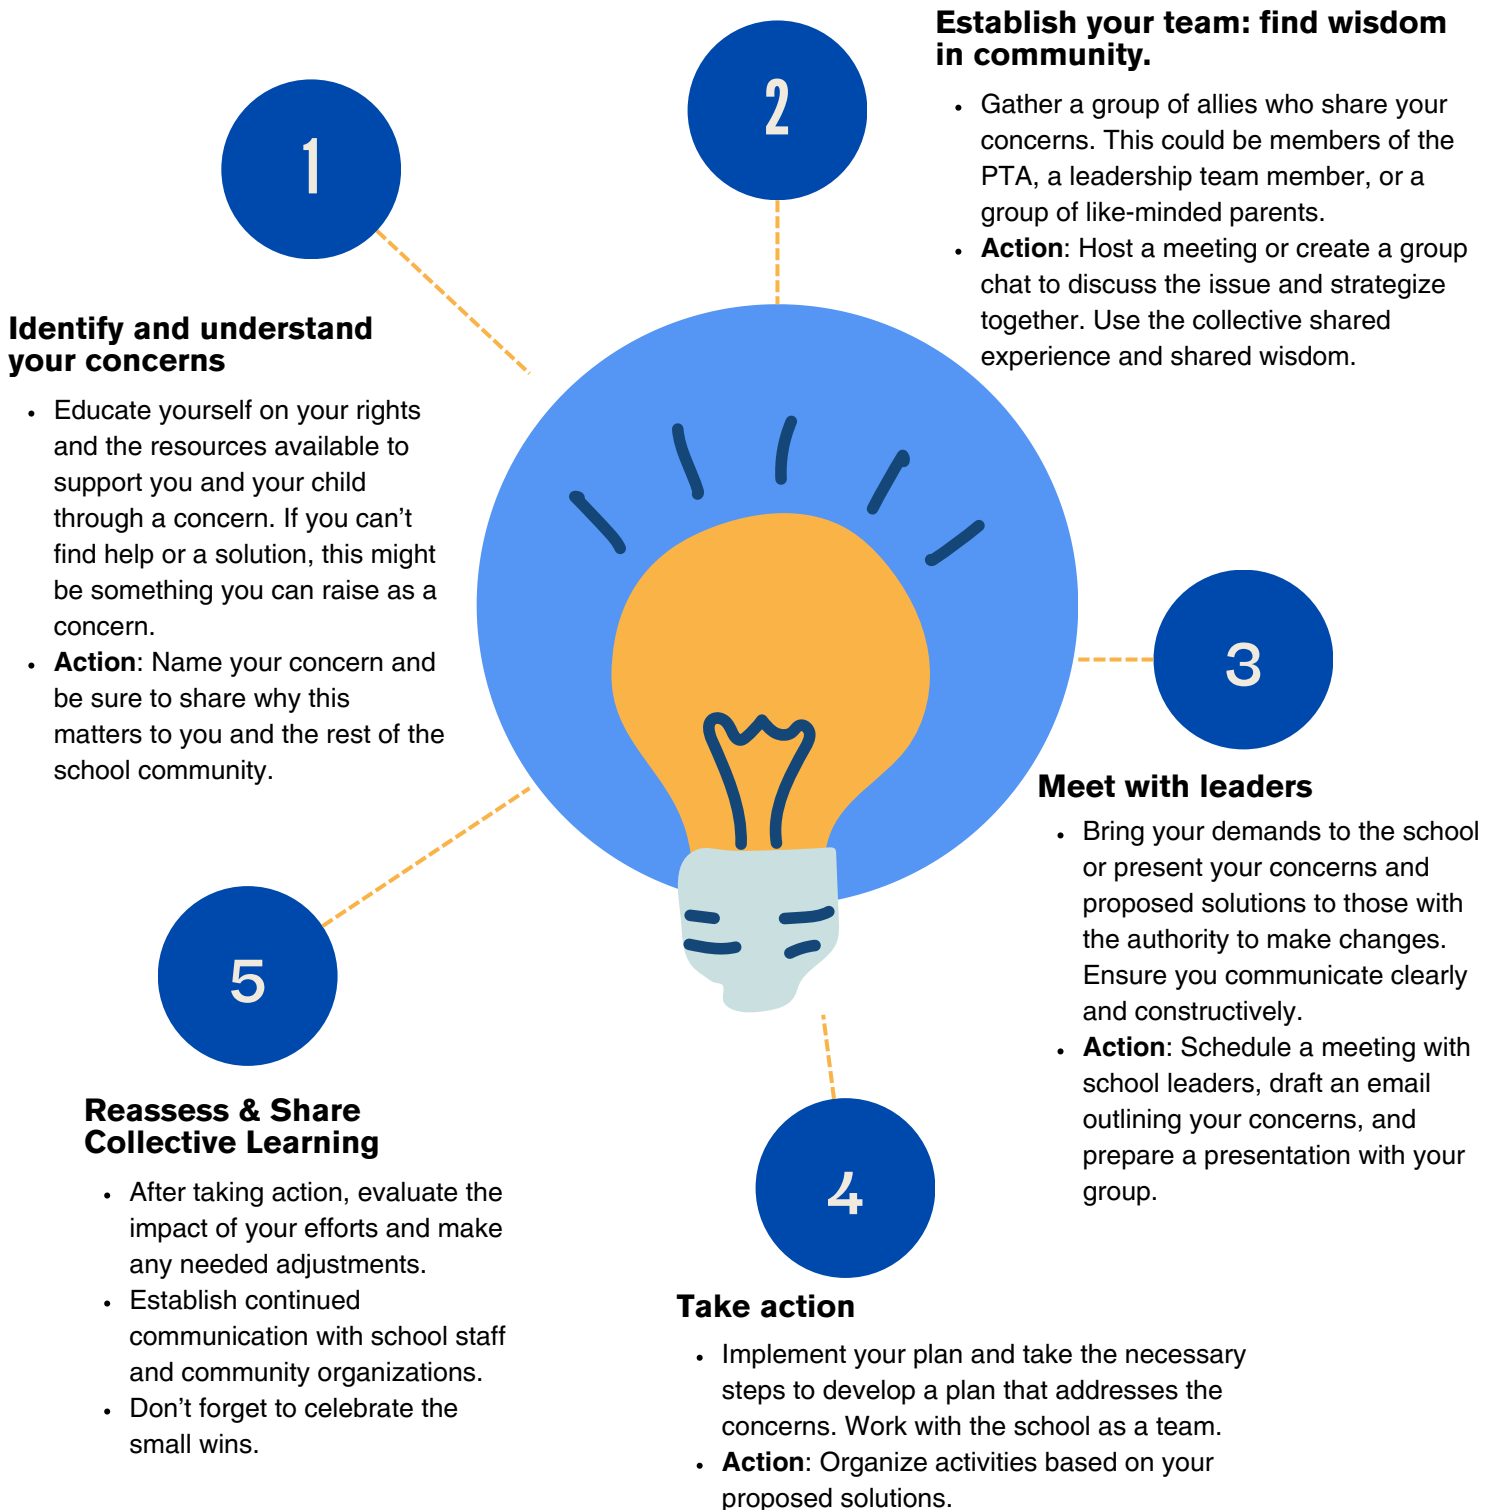 1
Identify and understand
your concerns
• Educate yourself on your rights
and the resources available to
support you and your child
through a concern. If you can’t
find help or a solution, this might
be something you can raise as a
concern.
• Action: Name your concern and
be sure to share why this
matters to you and the rest of the
school community.
2
Establish your team: find wisdom
in community.
• Gather a group of allies who share your
concerns. This could be members of the
PTA, a leadership team member, or a
group of like-minded parents.
• Action: Host a meeting or create a group
chat to discuss the issue and strategize
together. Use the collective shared
experience and shared wisdom.
3
Meet with leaders
• Bring your demands to the school
or present your concerns and
proposed solutions to those with
the authority to make changes.
Ensure you communicate clearly
and constructively.
• Action: Schedule a meeting with
school leaders, draft an email
outlining your concerns, and
prepare a presentation with your
group.
4
Take action
• Implement your plan and take the necessary
steps to develop a plan that addresses the
concerns. Work with the school as a team.
• Action: Organize activities based on your
proposed solutions.
5
Reassess & Share
Collective Learning
• After taking action, evaluate the
impact of your efforts and make
any needed adjustments.
• Establish continued
communication with school staff
and community organizations.
• Don’t forget to celebrate the
small wins.